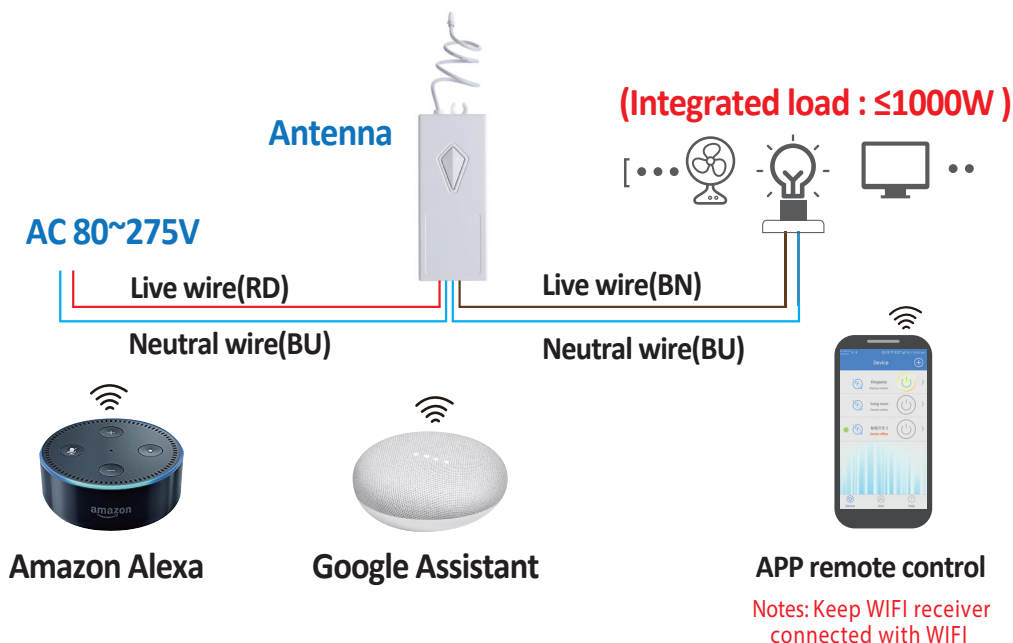 (Integrated load : ≤1000W )
Antenna
AC 80~275V
Live wire(RD)
Live wire(BN)
Neutral wire(BU)
Neutral wire(BU)
Device
amazon
Amazon Alexa
Google Assistant
APP remote control
Notes: Keep WIFI receiver
connected with WIFI